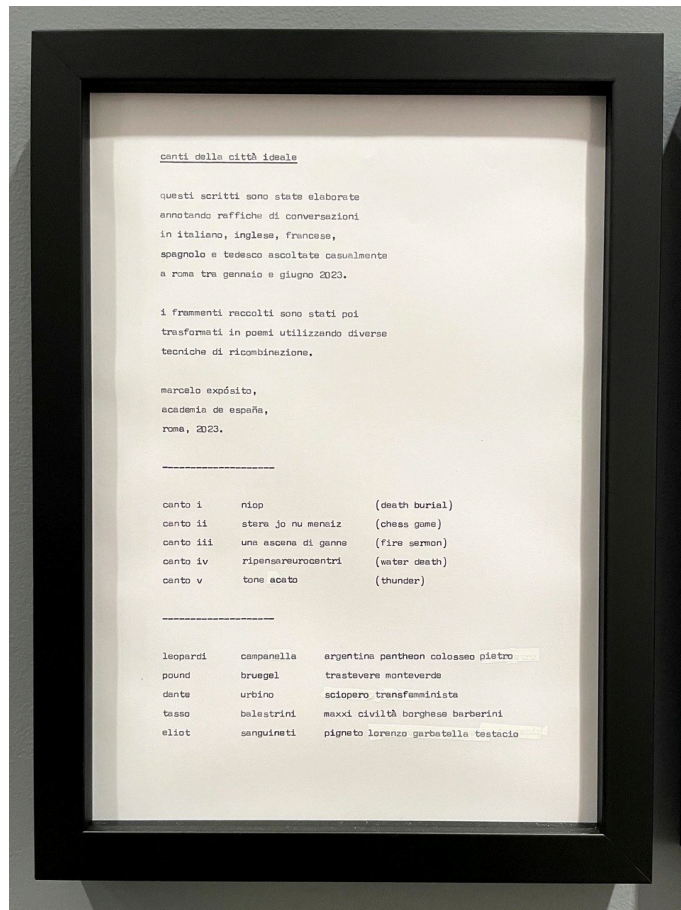 canti della città ideale
questi scritti sono state elaborate
annotando raffiche di conversazioni
in italiano, inglese, francese,
spagnolo e tedesco ascoltate casualmente
a roma tra gennaio e giugno 2023.
i frammenti raccolti sono stati poi
trasformati in poemi utilizzando diverse
tecniche di ricombinazione.
marcelo expósito,
academia de españa,
roma, 2023.
--------------------
canto i niop (death burial)
canto ii stera jo nu menaiz (chess game)
canto iii una ascena di ganne (fire sermon)
canto iv ripensareurocentri (water death)
canto v tone acato (thunder)
--------------------
leopardi campanella argentina pantheon colosseo pietro
pound bruegel trastevere monteverde
dante urbino sciopero transfemminista
tasso balestrini maxxi civiltà borghese barberini
eliot sanguineti pigneto lorenzo garbatella testacio